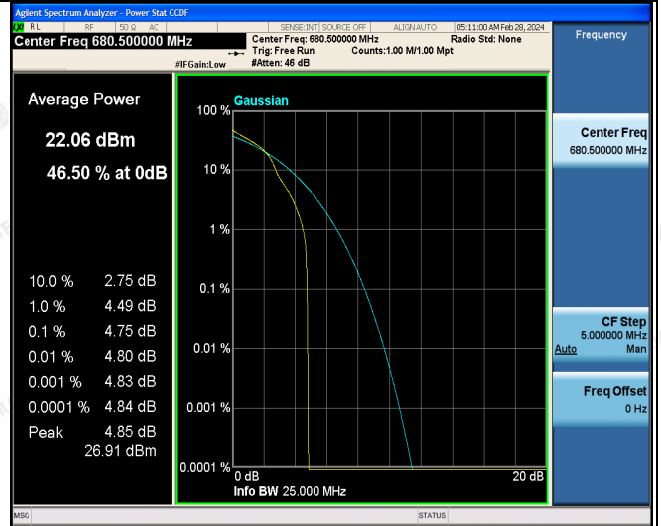 Agilent Spectrum Analyzer - Power Stat CCDF
LXI RL RF 50 Ω AC SENSE:INT SOURCE OFF ALIGN AUTO 05:11:00 AM Feb 28, 2024
Center Freq 680.500000 MHz
Center Freq: 680.500000 MHz Radio Std: None
Trig: Free Run Counts:1.00 M/1.00 Mpt
#IFGain:Low #Atten: 46 dB
Frequency
Average Power
22.06 dBm
46.50 % at 0dB
10.0 % 2.75 dB
1.0 % 4.49 dB
0.1 % 4.75 dB
0.01 % 4.80 dB
0.001 % 4.83 dB
0.0001 % 4.84 dB
Peak 4.85 dB
26.91 dBm
Gaussian
100 %
10 %
1 %
0.1 %
0.01 %
0.001 %
0.0001 %
0 dB 20 dB
Info BW 25.000 MHz
Center Freq
680.500000 MHz
CF Step
5.000000 MHz
Auto Man
Freq Offset
0 Hz
MSG STATUS